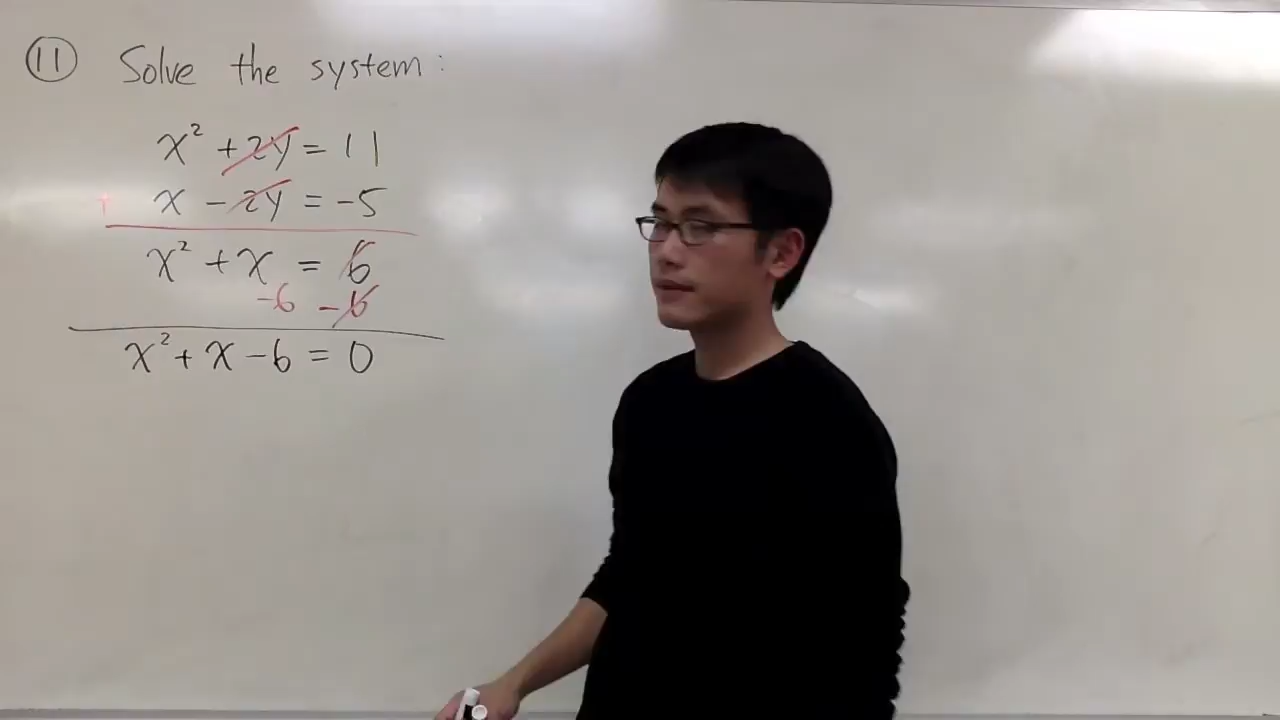 ⑪ Solve the system:
x² + 2y = 11
+ x - 2y = -5
x² + x = 6
-6 -6
x² + x - 6 = 0